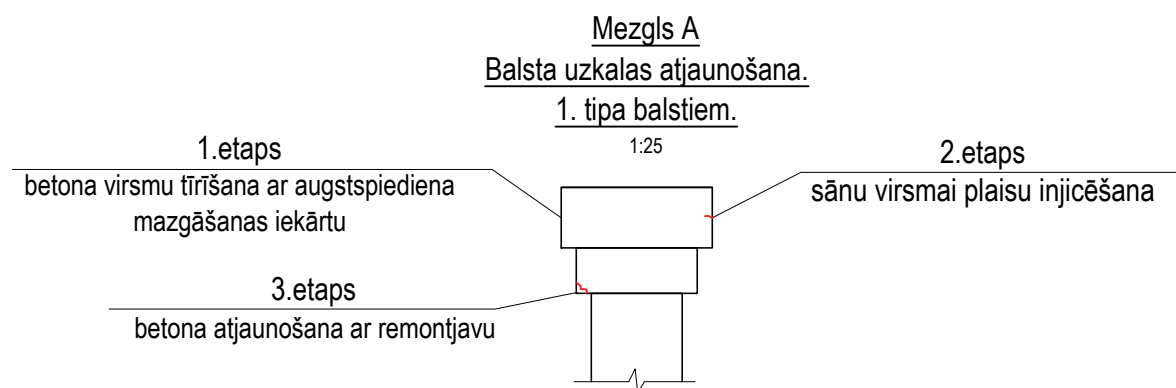 Mezgls A
Balsta uzkalas atjaunošana.
1. tipa balstiem.
1:25
1.etaps
betona virsmu tīrīšana ar augstspiediena
mazgāšanas iekārtu
2.etaps
sānu virsmai plaisu injicēšana
3.etaps
betona atjaunošana ar remontjavu